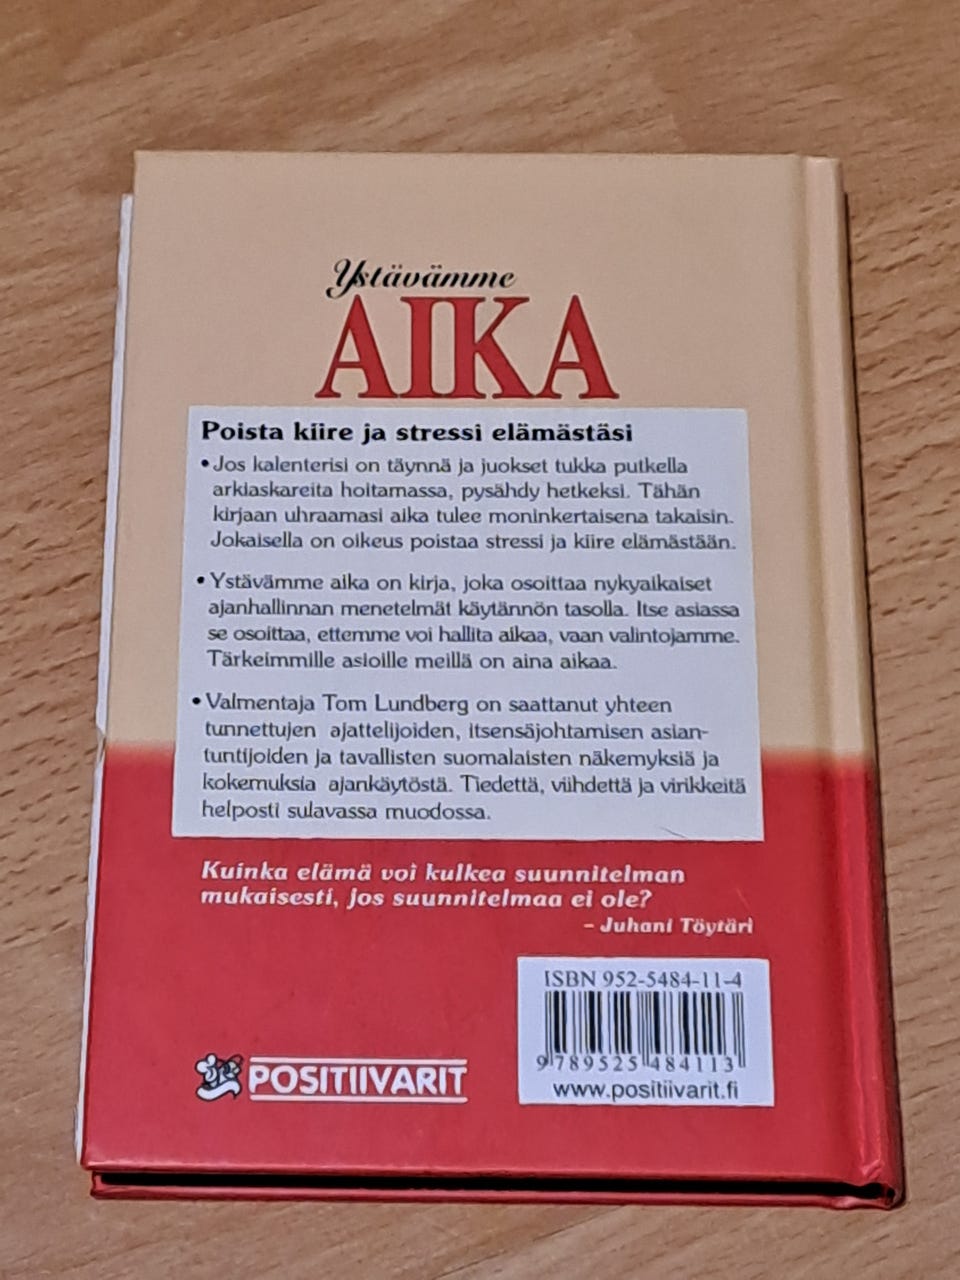 Ystävämme
AIKA
Poista kiire ja stressi elämästäsi
• Jos kalenterisi on täynnä ja juokset tukka putkella
arkiaskareita hoitamassa, pysähdy hetkeksi. Tähän
kirjaan uhraamasi aika tulee moninkertaisena takaisin.
Jokaisella on oikeus poistaa stressi ja kiire elämästään.
• Ystävämme aika on kirja, joka osoittaa nykyaikaiset
ajanhallinnan menetelmät käytännön tasolla. Itse asiassa
se osoittaa, ettemme voi hallita aikaa, vaan valintojamme.
Tärkeimmille asioille meillä on aina aikaa.
• Valmentaja Tom Lundberg on saattanut yhteen
tunnettujen ajattelijoiden, itsensäjohtamisen asian-
tuntijoiden ja tavallisten suomalaisten näkemyksiä ja
kokemuksia ajankäytöstä. Tiedettä, viihdettä ja virikkeitä
helposti sulavassa muodossa.
Kuinka elämä voi kulkea suunnitelman
mukaisesti, jos suunnitelmaa ei ole?
- Juhani Töytäri
ISBN 952-5484-11-4
9 789525 484113
www.positiivarit.fi
POSITIIVARIT